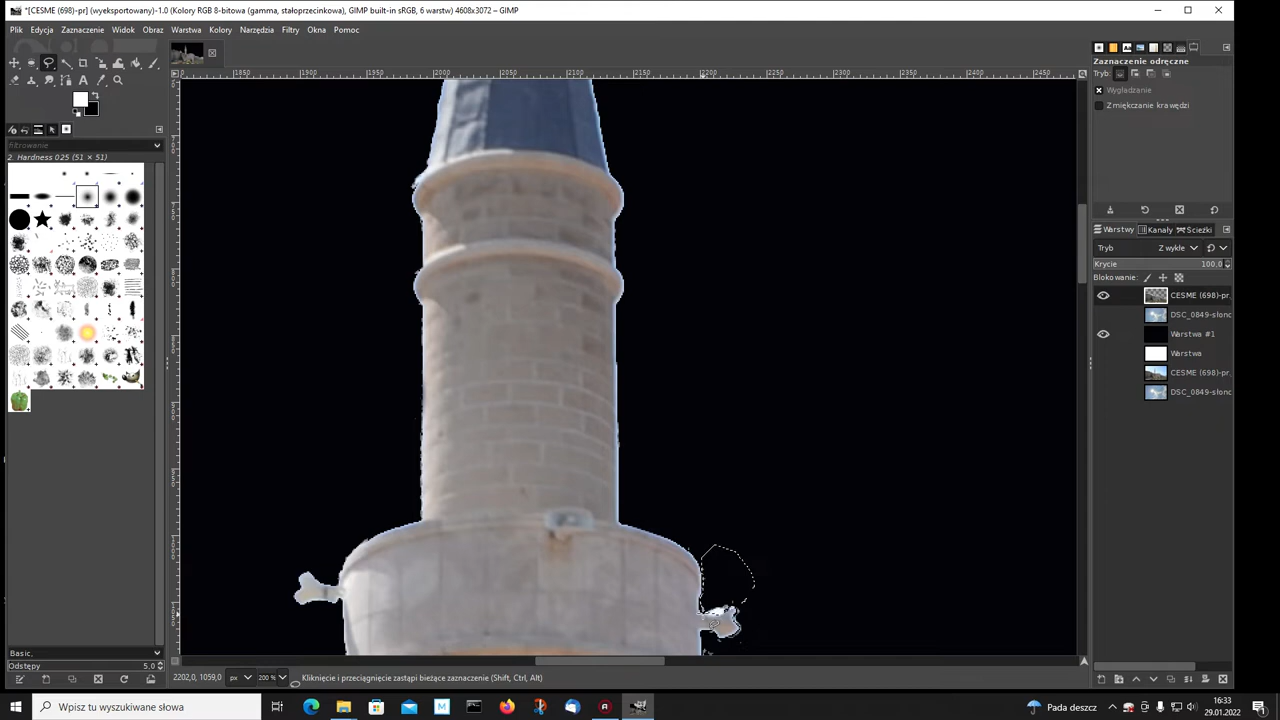 *[CESME (698)-pr] (wyeksportowany)-1.0 (Kolory RGB 8-bitowa (gamma, stałoprzecinkowa), GIMP built-in sRGB, 6 warstw) 4608x3072 – GIMP
Plik Edycja Zaznaczenie Widok Obraz Warstwa Kolory Narzędzia Filtry Okna Pomoc
Zaznaczenie odręczne
Tryb:
Wygładzanie
Zmiękczanie krawędzi
1850 1900 1950 2000 2050 2100 2150 2200 2250 2300 2350 2400 2450
filtrowanie
2. Hardness 025 (51 × 51)
Warstwy Kanały Ścieżki
Tryb Zwykłe
Krycie 100,0
Blokowanie:
CESME (698)-pr
DSC_0849-słonc
Warstwa #1
Warstwa
CESME (698)-pr
DSC_0849-słonc
Basic,
Odstępy 5,0
2202,0, 1059,0 px 200 % Kliknięcie i przeciągnięcie zastąpi bieżące zaznaczenie (Shift, Ctrl, Alt)
Wpisz tu wyszukiwane słowa
Pada deszcz
16:33
29.01.2022